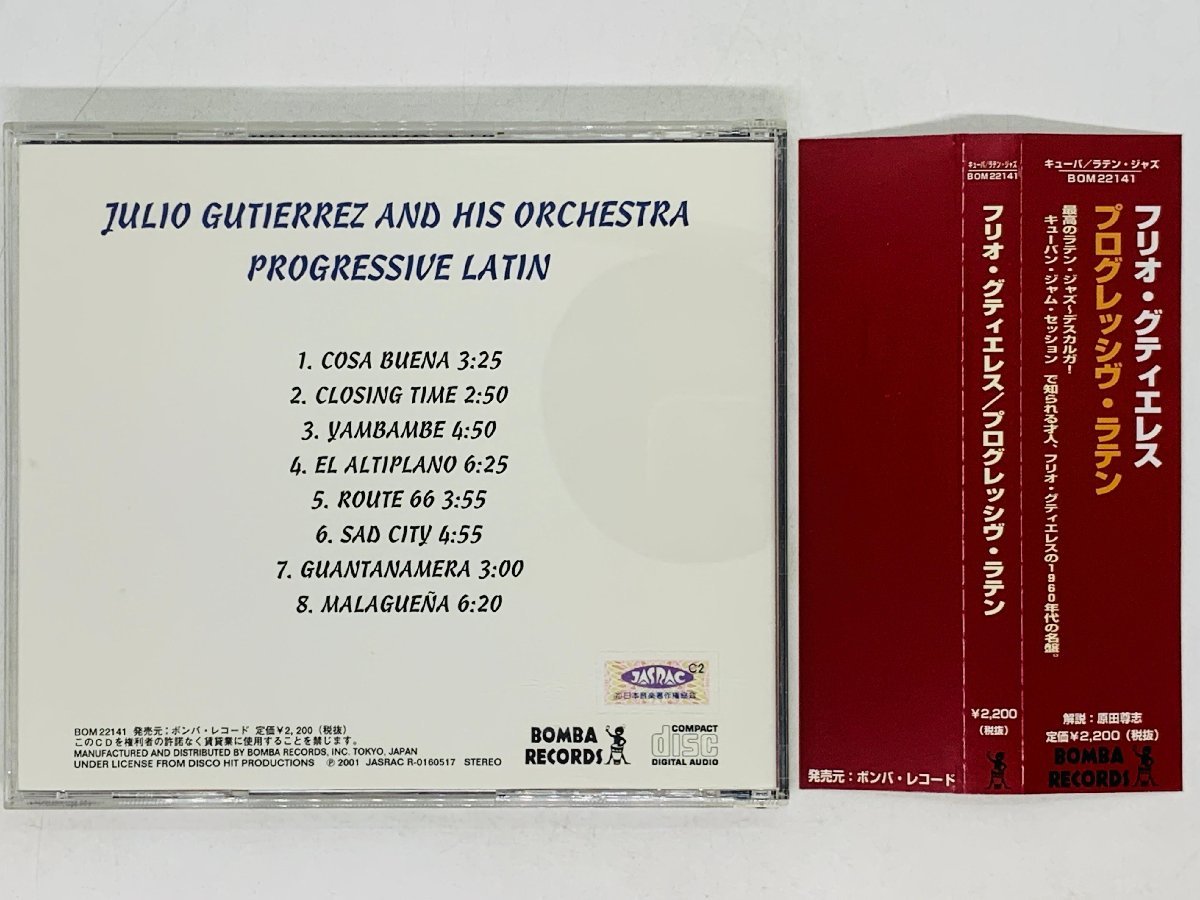 JULIO GUTIERREZ AND HIS ORCHESTRA
PROGRESSIVE LATIN
1. COSA BUENA 3:25
2. CLOSING TIME 2:50
3. YAMBAMBE 4:50
4. EL ALTIPLANO 6:25
5. ROUTE 66 3:55
6. SAD CITY 4:55
7. GUANTANAMERA 3:00
8. MALAGUEÑA 6:20
JASRAC
C2
日本音楽著作権協会
BOM22141 発売元:ボンバ・レコード 定価¥2,200(税抜)
このCDを権利者の許諾なく賃貸業に使用することを禁じます。
MANUFACTURED AND DISTRIBUTED BY BOMBA RECORDS, INC. TOKYO, JAPAN
UNDER LICENSE FROM DISCO HIT PRODUCTIONS ℗ 2001 JASRAC R-0160517 STEREO
BOMBA
RECORDS
COMPACT
disc
DIGITAL AUDIO
発売元:ボンバ・レコード
キューバ/ラテン・ジャズ
BOM22141
フリオ・グティエレス/プログレッシヴ・ラテン
¥2,200
(税抜)
キューバ/ラテン・ジャズ
BOM22141
フリオ・グティエレス
プログレッシヴ・ラテン
最高のラテン・ジャズ~デスカルガ!
キューバン・ジャム・セッション で知られる才人、フリオ・グティエレスの1960年代の名盤。
解説:原田尊志
定価¥2,200(税抜)
BOMBA
RECORDS